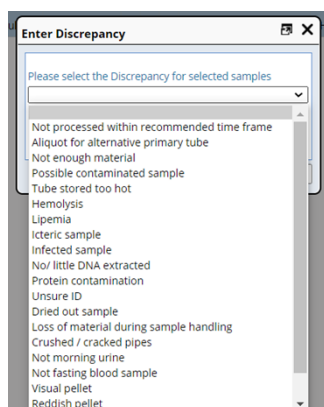 Enter Discrepancy
Please select the Discrepancy for selected samples
Not processed within recommended time frame
Aliquot for alternative primary tube
Not enough material
Possible contaminated sample
Tube stored too hot
Hemolysis
Lipemia
Icteric sample
Infected sample
No/ little DNA extracted
Protein contamination
Unsure ID
Dried out sample
Loss of material during sample handling
Crushed / cracked pipes
Not morning urine
Not fasting blood sample
Visual pellet
Reddish pellet